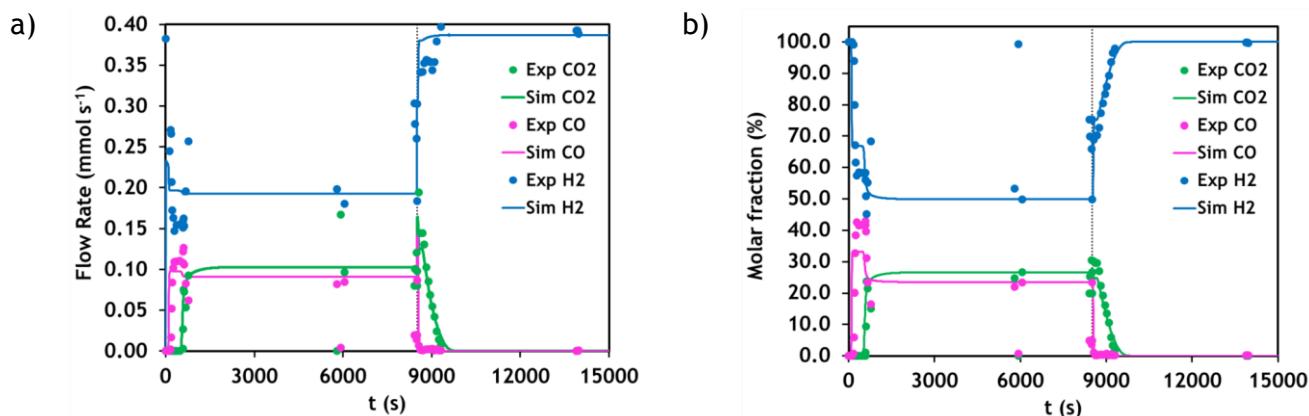 a)
Flow Rate (mmol s⁻¹)
0.40
0.35
0.30
0.25
0.20
0.15
0.10
0.05
0.00
0
3000
6000
9000
12000
15000
t (s)
Exp CO2
Sim CO2
Exp CO
Sim CO
Exp H2
Sim H2
b)
Molar fraction (%)
100.0
90.0
80.0
70.0
60.0
50.0
40.0
30.0
20.0
10.0
0.0
0
3000
6000
9000
12000
15000
t (s)
Exp CO2
Sim CO2
Exp CO
Sim CO
Exp H2
Sim H2